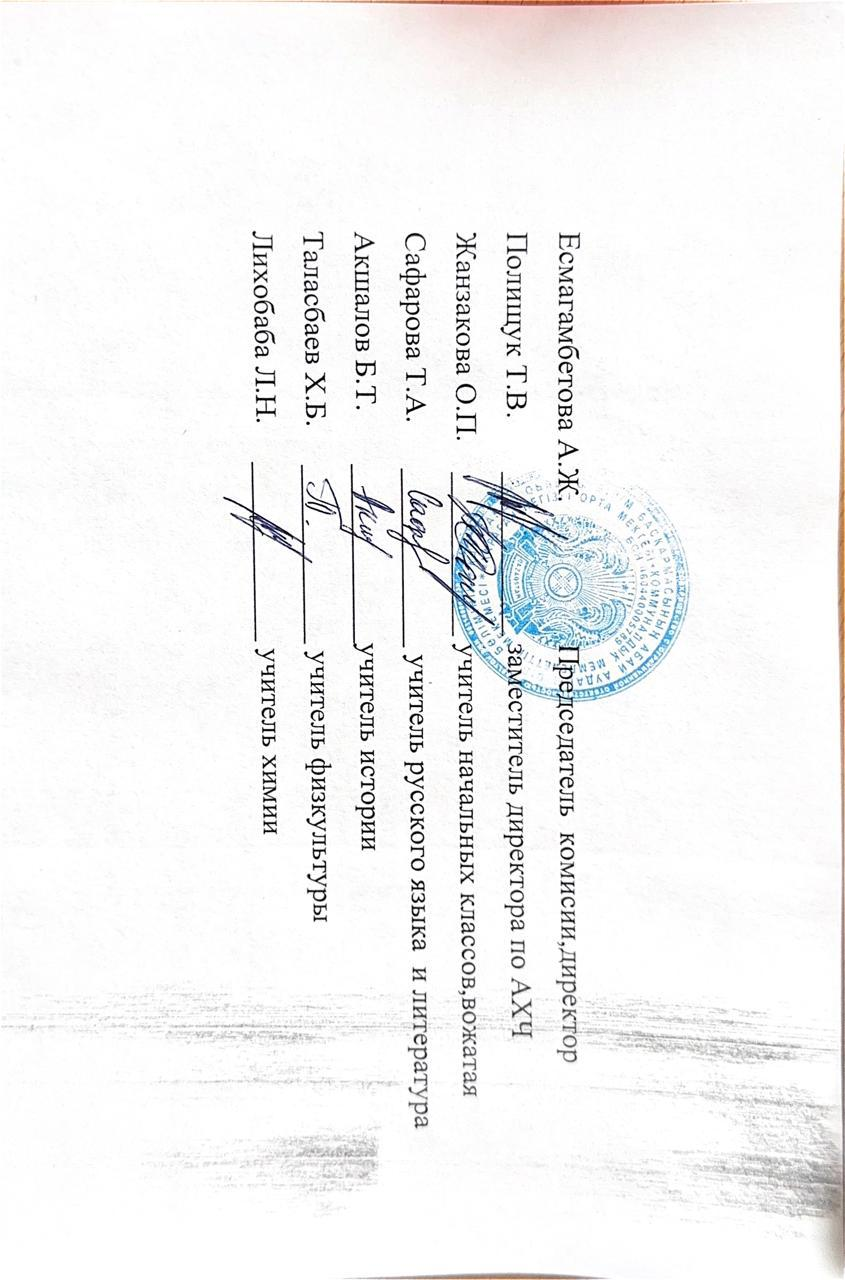 Есмагамбетова А.Ж. Председатель комисии,директор
Полищук Т.В. заместитель директора по АХЧ
Жанзакова О.П. учитель начальных классов,вожатая
Сафарова Т.А. учитель русского языка и литература
Акшалов Б.Т. учитель истории
Таласбаев Х.Б. учитель физкультуры
Лихобаба Л.Н. учитель химии